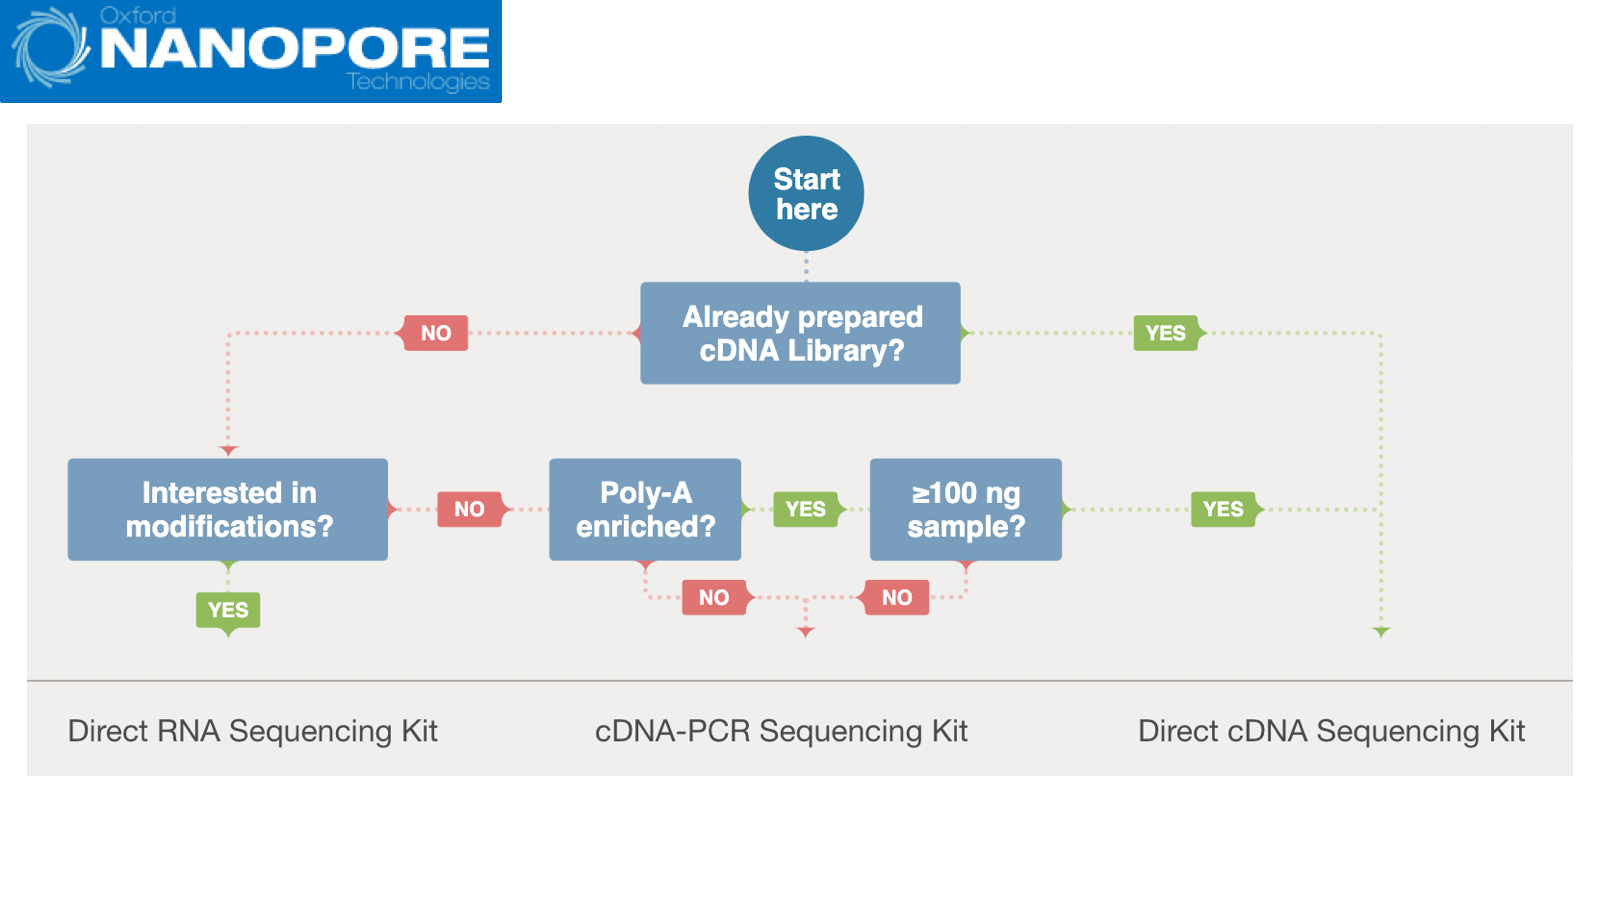 Oxford
NANOPORE
Technologies
Start
here
Already prepared
cDNA Library?
NO
YES
Interested in
modifications?
NO
Poly-A
enriched?
YES
≥100 ng
sample?
YES
YES
NO
NO
Direct RNA Sequencing Kit
cDNA-PCR Sequencing Kit
Direct cDNA Sequencing Kit